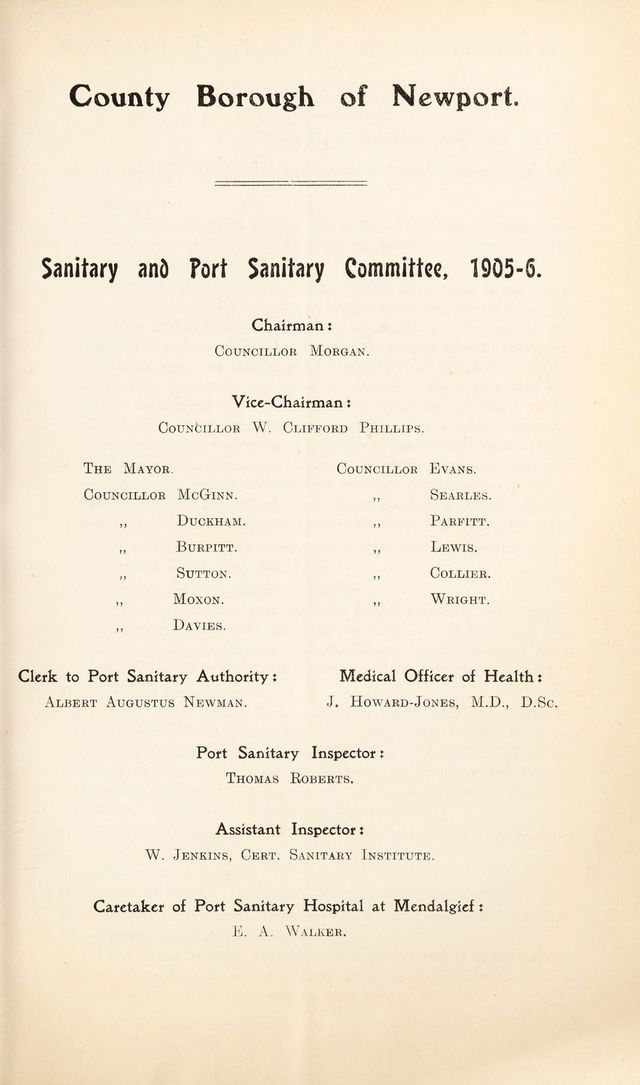 County Borough of Newport.
Sanitary and Port Sanitary Committee, 1905-6.
Chairman:
Councillor Morgan.
Vice-Chairman:
Councillor W. Clifford Phillips.
The Mayor.
Councillor McGinn.
,, Duckham.
,, Burpitt.
,, Sutton.
,, Moxon.
,, Davies.
Councillor Evans.
,, Searles.
,, Parfitt.
,, Lewis.
,, Collier.
,, Wright.
Clerk to Port Sanitary Authority:
Albert Augustus Newman.
Medical Officer of Health:
J. Howard-Jones, M.D., D.Sc.
Port Sanitary Inspector:
Thomas Roberts.
Assistant Inspector:
W. Jenkins, Cert. Sanitary Institute.
Caretaker of Port Sanitary Hospital at Mendalgief:
E. A. Walker.